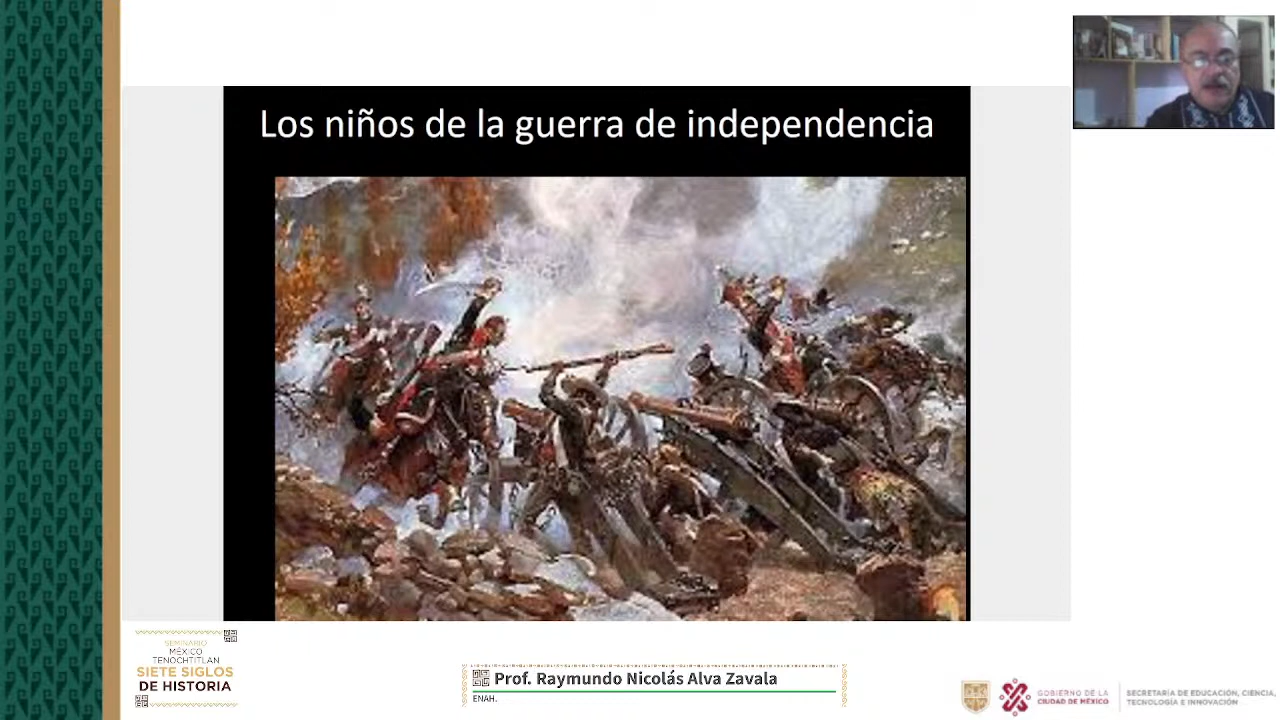 Los niños de la guerra de independencia
SEMINARIO
MÉXICO
TENOCHTITLAN
SIETE SIGLOS
DE HISTORIA
Prof. Raymundo Nicolás Alva Zavala
ENAH.
GOBIERNO DE LA
CIUDAD DE MÉXICO
SECRETARÍA DE EDUCACIÓN, CIENCIA,
TECNOLOGÍA E INNOVACIÓN